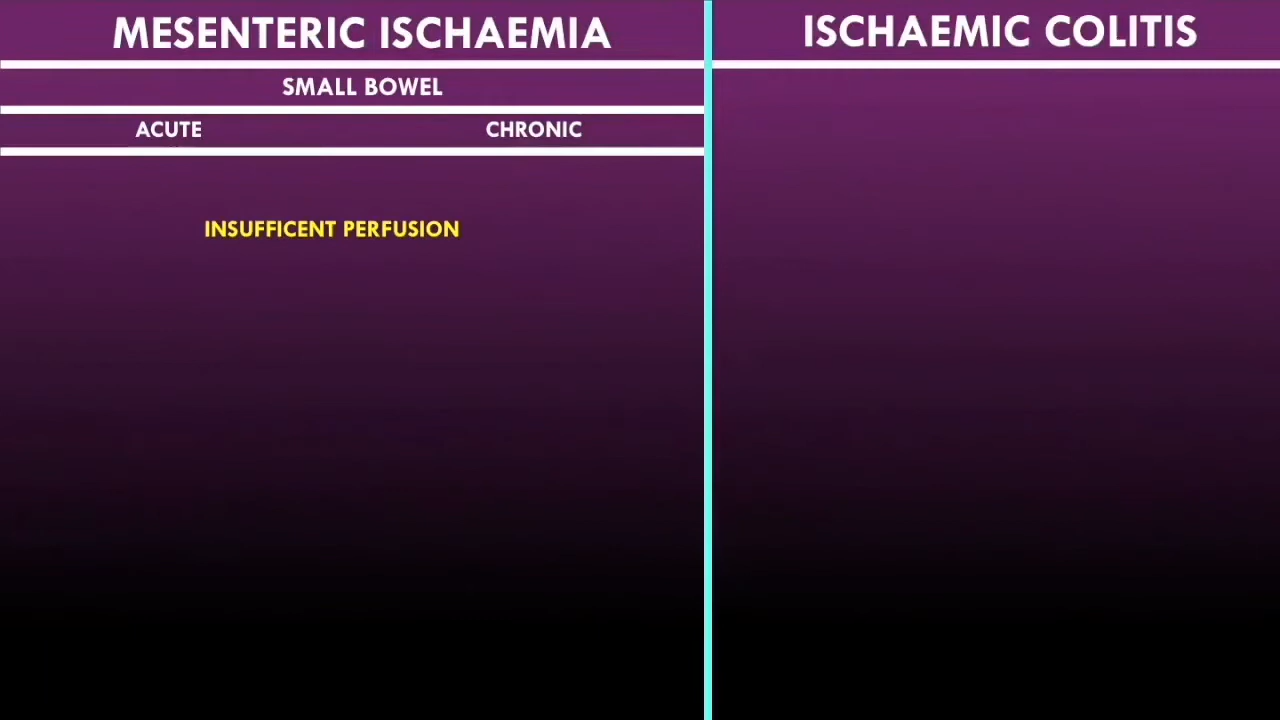 MESENTERIC ISCHAEMIA
SMALL BOWEL
ACUTE CHRONIC
INSUFFICENT PERFUSION
ISCHAEMIC COLITIS